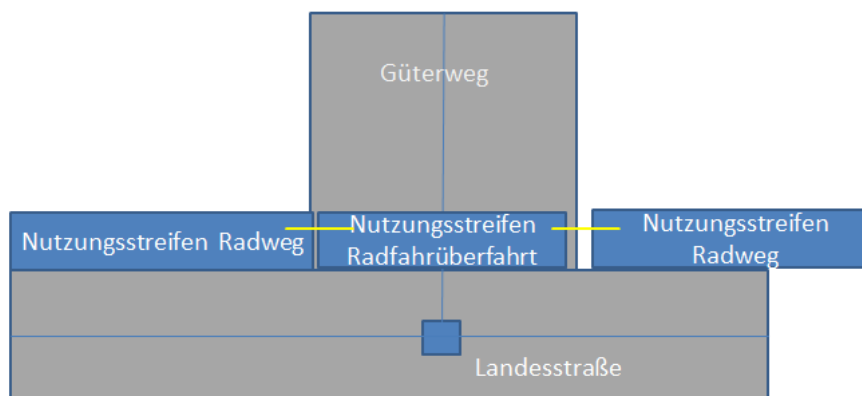 Güterweg
Nutzungsstreifen Radweg
Nutzungsstreifen
Radfahrüberfahrt
Nutzungsstreifen
Radweg
Landesstraße